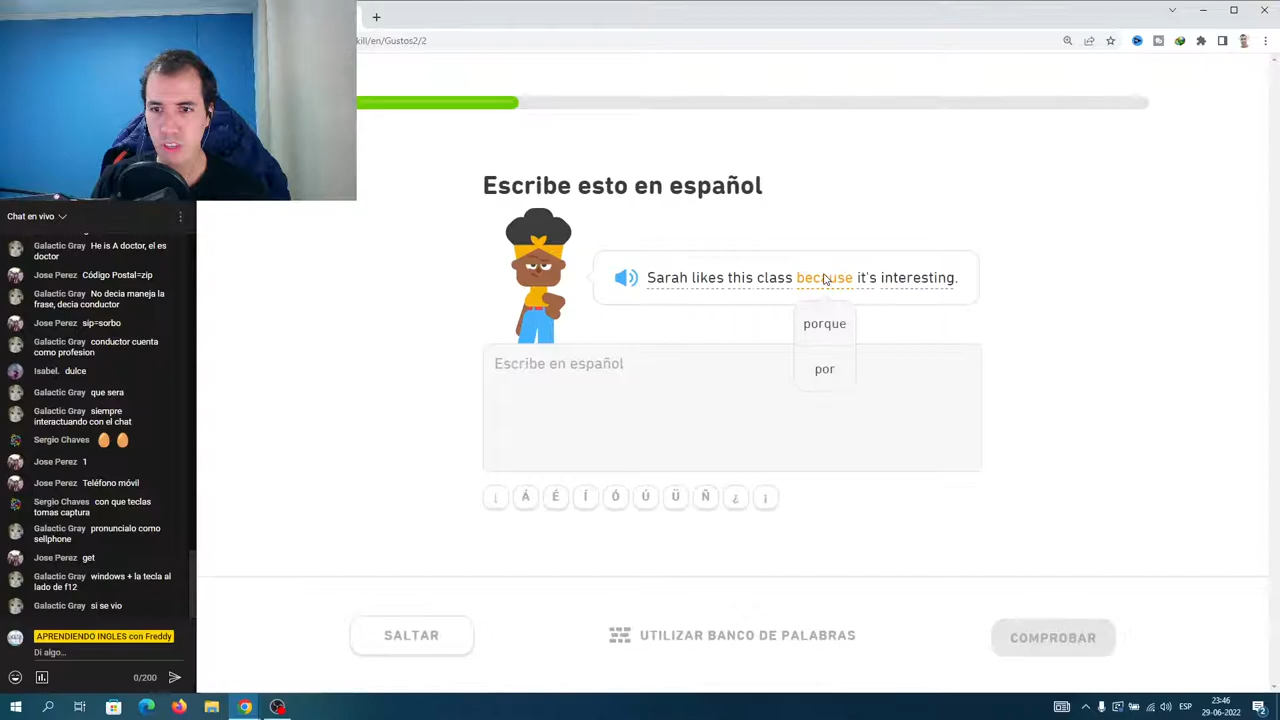 kill/en/Gustos2/2
Chat en vivo
Galactic Gray He is A doctor, el es
doctor
Jose Perez Código Postal=zip
Galactic Gray No decia maneja la
frase, decia conductor
Jose Perez sip=sorbo
Galactic Gray conductor cuenta
como profesion
Isabel. dulce
Galactic Gray que sera
Galactic Gray siempre
interactuando con el chat
Sergio Chaves
Jose Perez 1
Jose Perez Teléfono móvil
Sergio Chaves con que teclas
tomas captura
Galactic Gray pronuncialo como
sellphone
Jose Perez get
Galactic Gray windows + la tecla al
lado de f12
Galactic Gray si se vio
APRENDIENDO INGLES con Freddy
Di algo...
0/200
Escribe esto en español
Sarah likes this class because it's interesting.
porque
por
Escribe en español
¡ Á É Í Ó Ú Ü Ñ ¿ ¡
SALTAR
UTILIZAR BANCO DE PALABRAS
COMPROBAR
ESP
23:46
29-06-2022
2